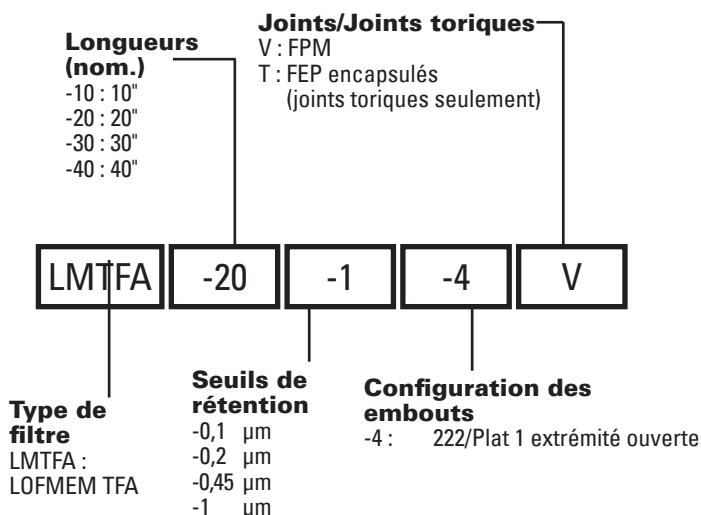 Longueurs
(nom.)
-10 : 10"
-20 : 20"
-30 : 30"
-40 : 40"
Joints/Joints toriques
V : FPM
T : FEP encapsulés
(joints toriques seulement)
LMTFA -20 -1 -4 V
Type de
filtre
LMTFA :
LOFMEM TFA
Seuils de
rétention
-0,1 µm
-0,2 µm
-0,45 µm
-1 µm
Configuration des
embouts
-4 : 222/Plat 1 extrémité ouverte